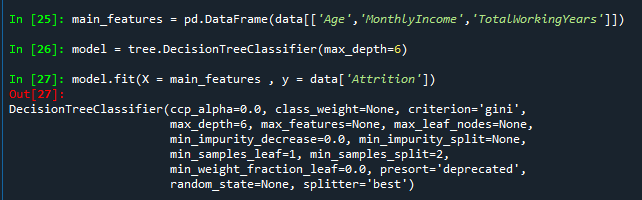 In [25]: main_features = pd.DataFrame(data[['Age','MonthlyIncome','TotalWorkingYears']])
In [26]: model = tree.DecisionTreeClassifier(max_depth=6)
In [27]: model.fit(X = main_features , y = data['Attrition'])
Out[27]:
DecisionTreeClassifier(ccp_alpha=0.0, class_weight=None, criterion='gini',
max_depth=6, max_features=None, max_leaf_nodes=None,
min_impurity_decrease=0.0, min_impurity_split=None,
min_samples_leaf=1, min_samples_split=2,
min_weight_fraction_leaf=0.0, presort='deprecated',
random_state=None, splitter='best')